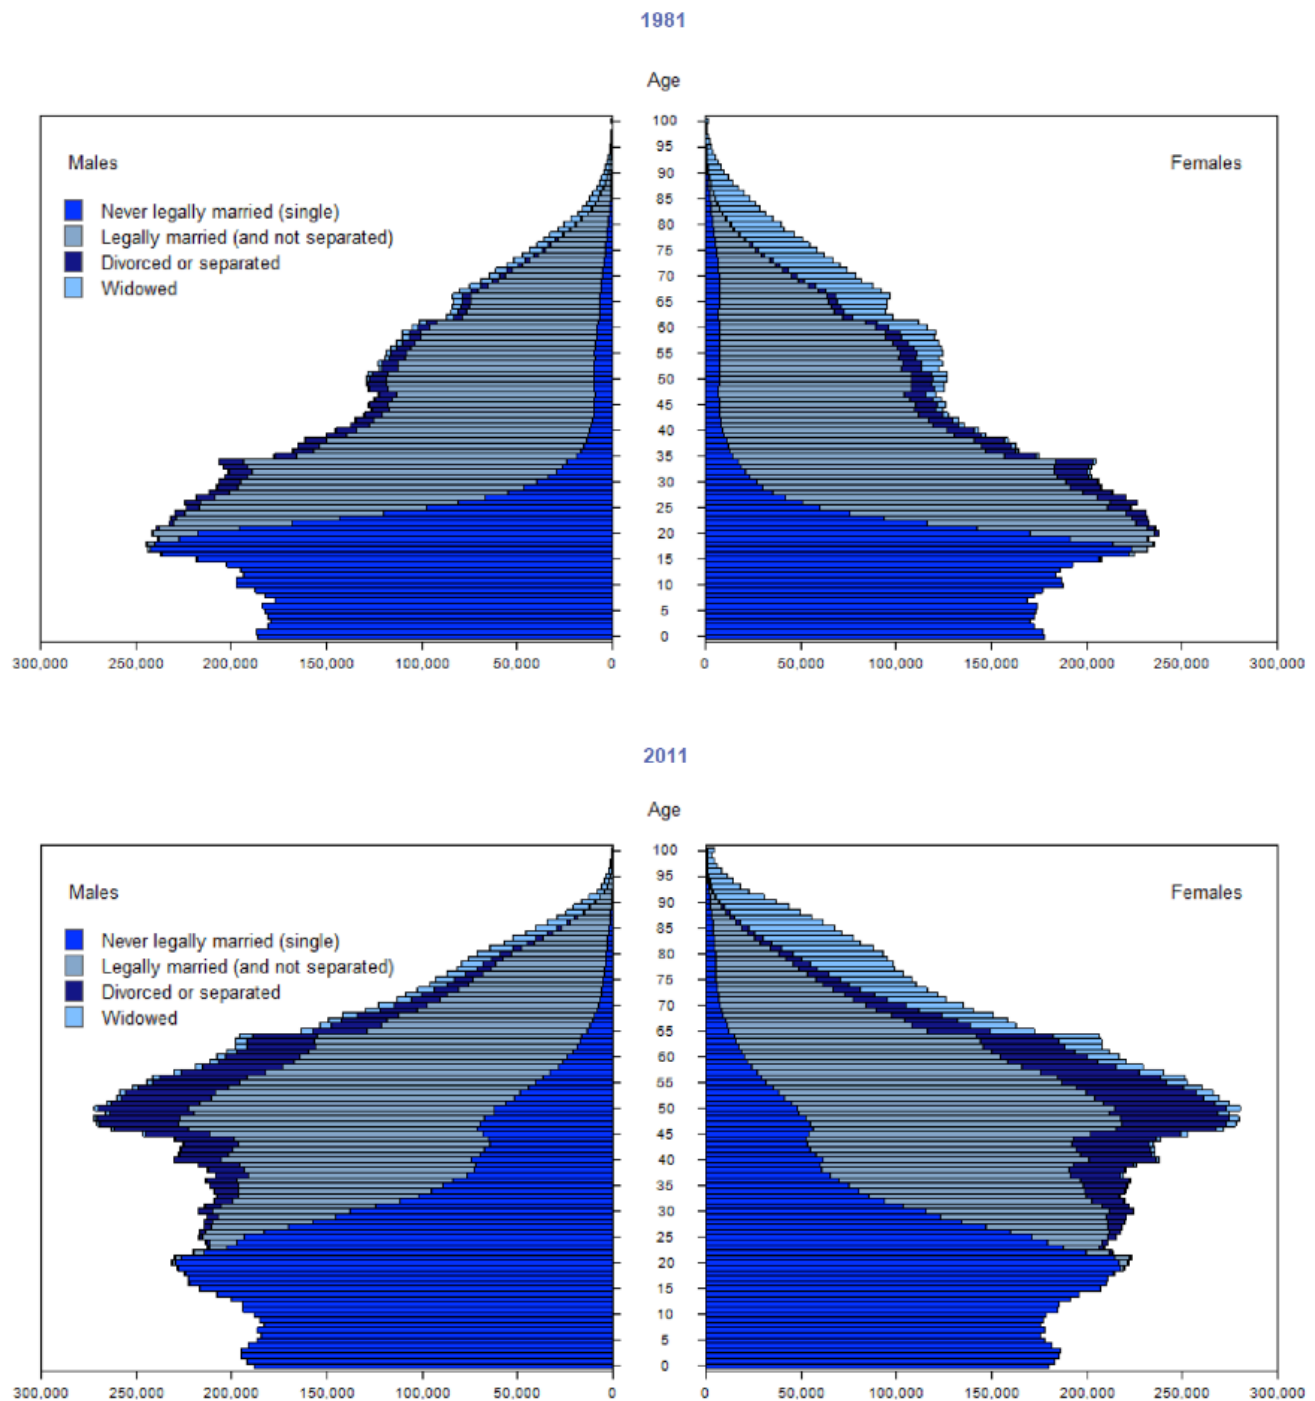 1981
Age
Males
Never legally married (single)
Legally married (and not separated)
Divorced or separated
Widowed
100
95
90
85
80
75
70
65
60
55
50
45
40
35
30
25
20
15
10
5
0
Females
300,000 250,000 200,000 150,000 100,000 50,000 0
0 50,000 100,000 150,000 200,000 250,000 300,000
2011
Age
Males
Never legally married (single)
Legally married (and not separated)
Divorced or separated
Widowed
100
95
90
85
80
75
70
65
60
55
50
45
40
35
30
25
20
15
10
5
0
Females
300,000 250,000 200,000 150,000 100,000 50,000 0
0 50,000 100,000 150,000 200,000 250,000 300,000